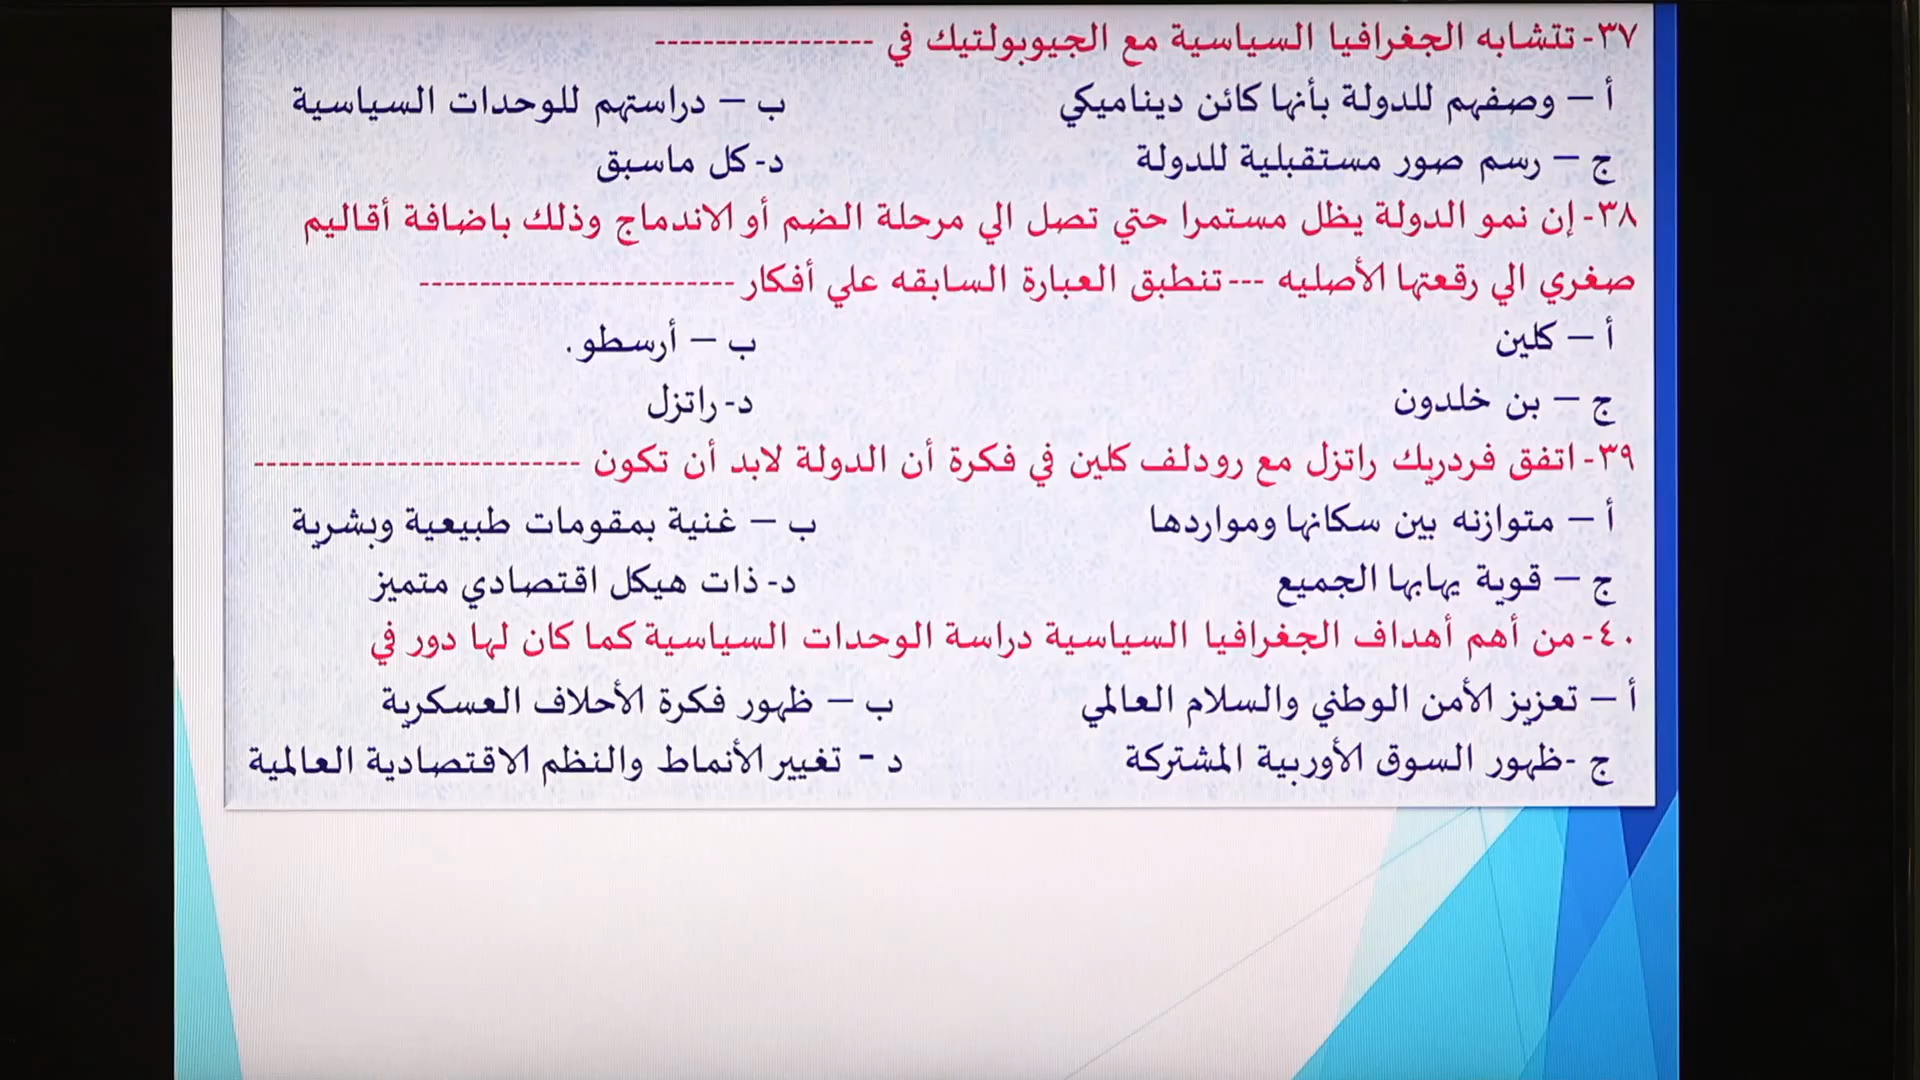 ٣٧- تتشابه الجغرافيا السياسية مع الجيوبولتيك في ------------------
أ – وصفهم للدولة بأنها كائن ديناميكي ب – دراستهم للوحدات السياسية
ج – رسم صور مستقبلية للدولة د- كل ماسبق
٣٨- إن نمو الدولة يظل مستمرا حتي تصل الي مرحلة الضم أو الاندماج وذلك باضافة أقاليم
صغري الي رقعتها الأصليه --- تنطبق العبارة السابقه علي أفكار --------------------------
أ – كلين ب – أرسطو.
ج – بن خلدون د- راتزل
٣٩- اتفق فردريك راتزل مع رودلف كلين في فكرة أن الدولة لابد أن تكون ---------------------------
أ – متوازنه بين سكانها ومواردها ب – غنية بمقومات طبيعية وبشرية
ج – قوية يهابها الجميع د- ذات هيكل اقتصادي متميز
٤٠- من أهم أهداف الجغرافيا السياسية دراسة الوحدات السياسية كما كان لها دور في
أ – تعزيز الأمن الوطني والسلام العالمي ب – ظهور فكرة الأحلاف العسكرية
ج -ظهور السوق الأوربية المشتركة د - تغيير الأنماط والنظم الاقتصادية العالمية